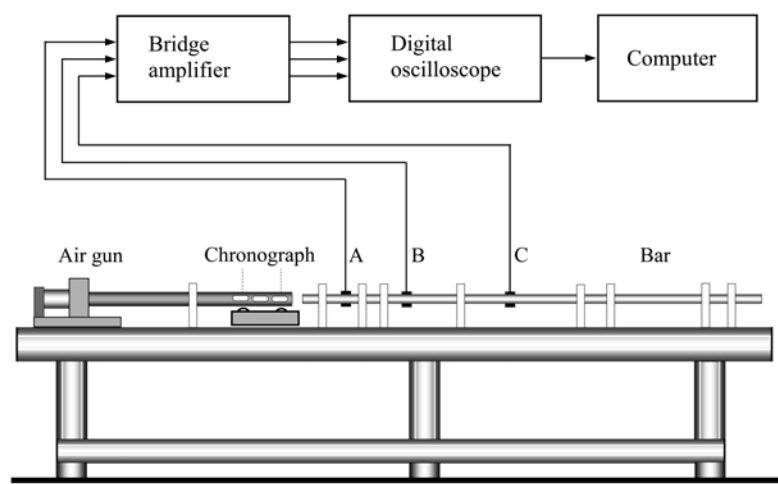 Bridge
amplifier
Digital
oscilloscope
Computer
Air gun
Chronograph
A
B
C
Bar